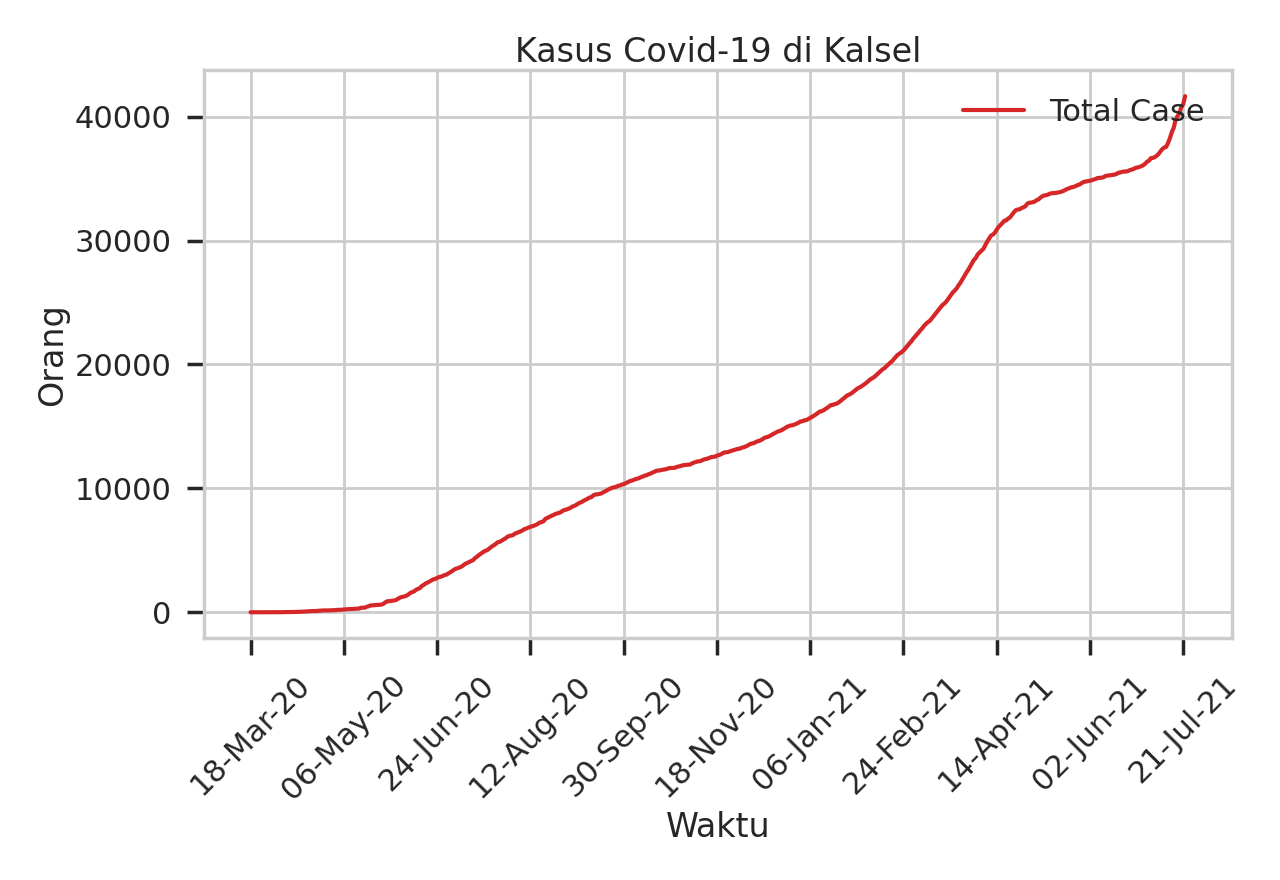 Kasus Covid-19 di Kalsel
Total Case
40000
30000
20000
10000
0
Orang
18-Mar-20
06-May-20
24-Jun-20
12-Aug-20
30-Sep-20
18-Nov-20
06-Jan-21
24-Feb-21
14-Apr-21
02-Jun-21
21-Jul-21
Waktu